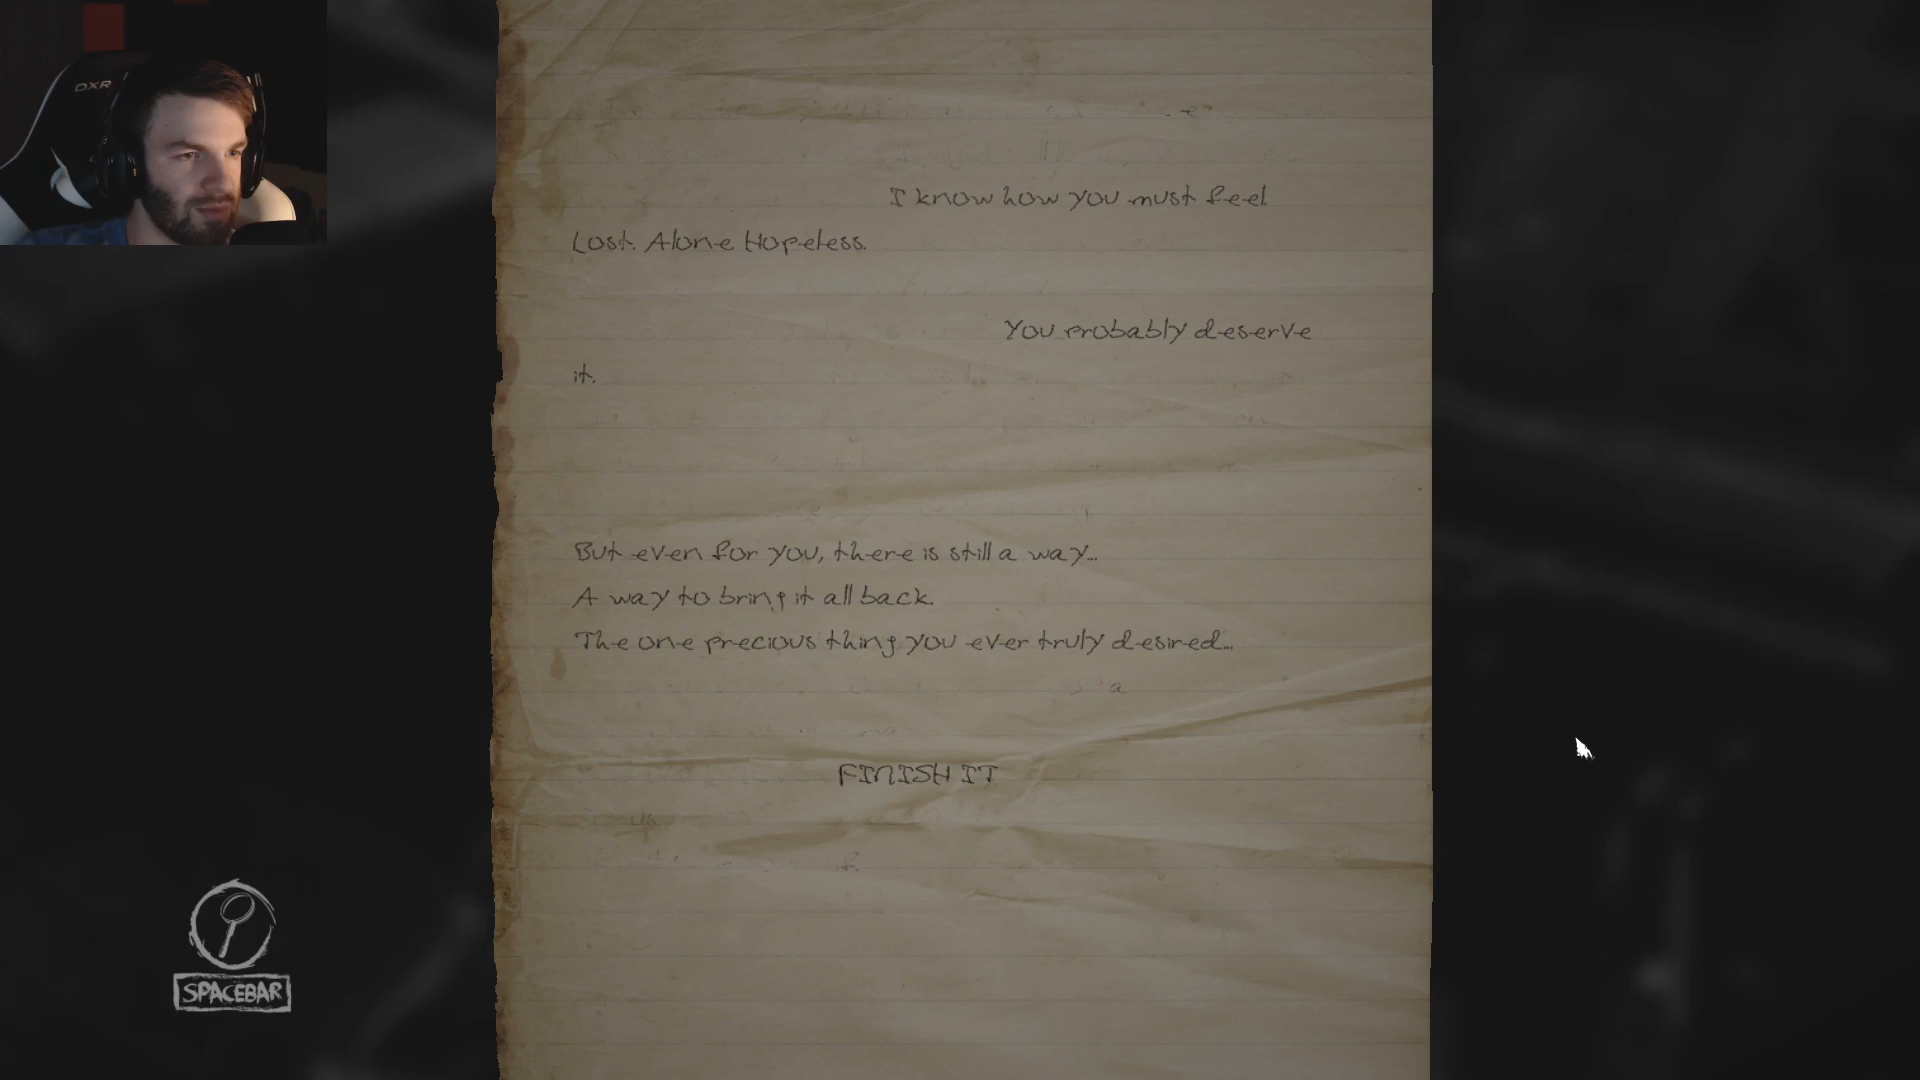 DXR
I know how you must feel.
Lost. Alone Hopeless.
You probably deserve
it.
But even for you, there is still a way...
A way to bring it all back.
The one precious thing you ever truly desired...
FINISH IT
SPACEBAR